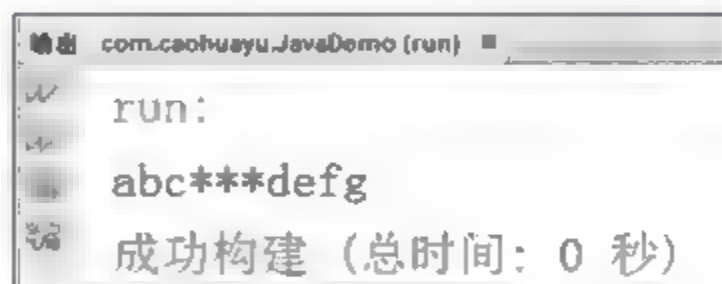 输出 com.caohuayu.JavaDemo (run)
run:
abc***defg
成功构建 (总时间: 0 秒)